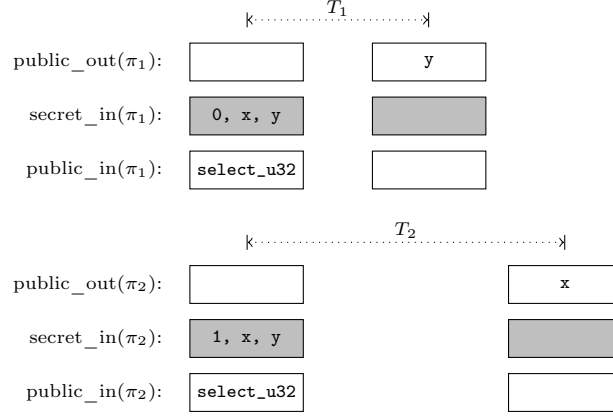 T₁
public_out(π₁): y
secret_in(π₁): 0, x, y
public_in(π₁): select_u32
T₂
public_out(π₂): x
secret_in(π₂): 1, x, y
public_in(π₂): select_u32